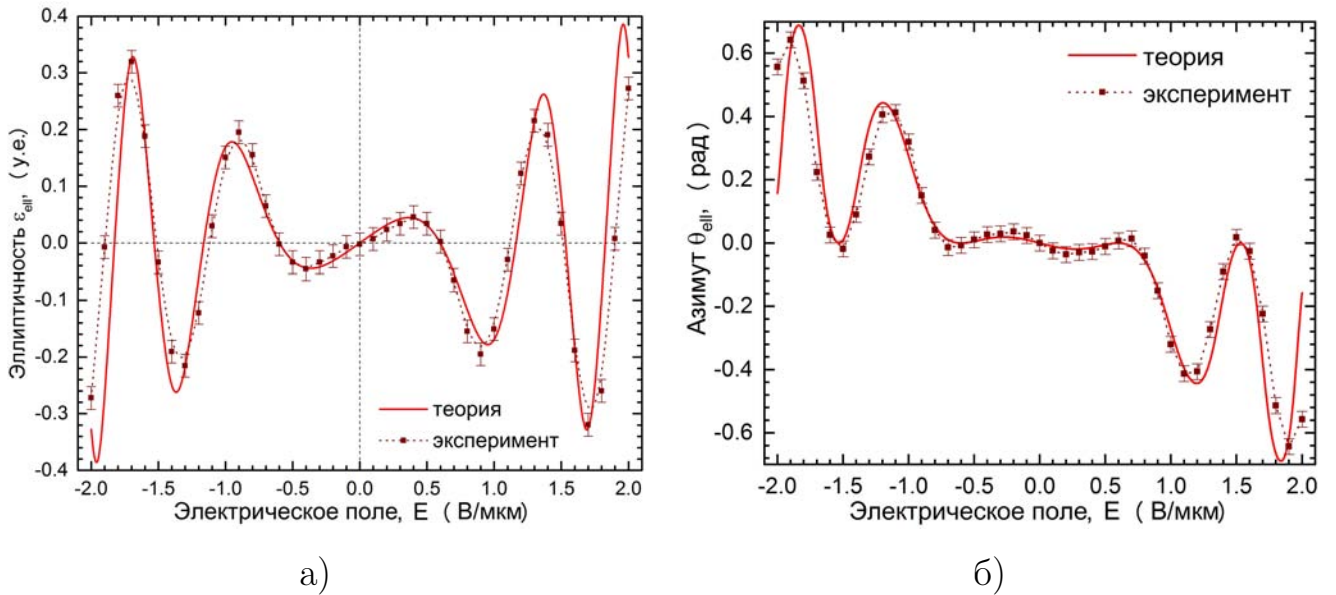 0.4
0.3
0.2
0.1
0.0
-0.1
-0.2
-0.3
-0.4
Эллиптичность ε_ell, ( у.е.)
теория
эксперимент
-2.0 -1.5 -1.0 -0.5 0.0 0.5 1.0 1.5 2.0
Электрическое поле, E ( В/мкм)
а)
0.6
0.4
0.2
0.0
-0.2
-0.4
-0.6
Азимут θ_ell, ( рад)
теория
эксперимент
-2.0 -1.5 -1.0 -0.5 0.0 0.5 1.0 1.5 2.0
Электрическое поле, E ( В/мкм)
б)